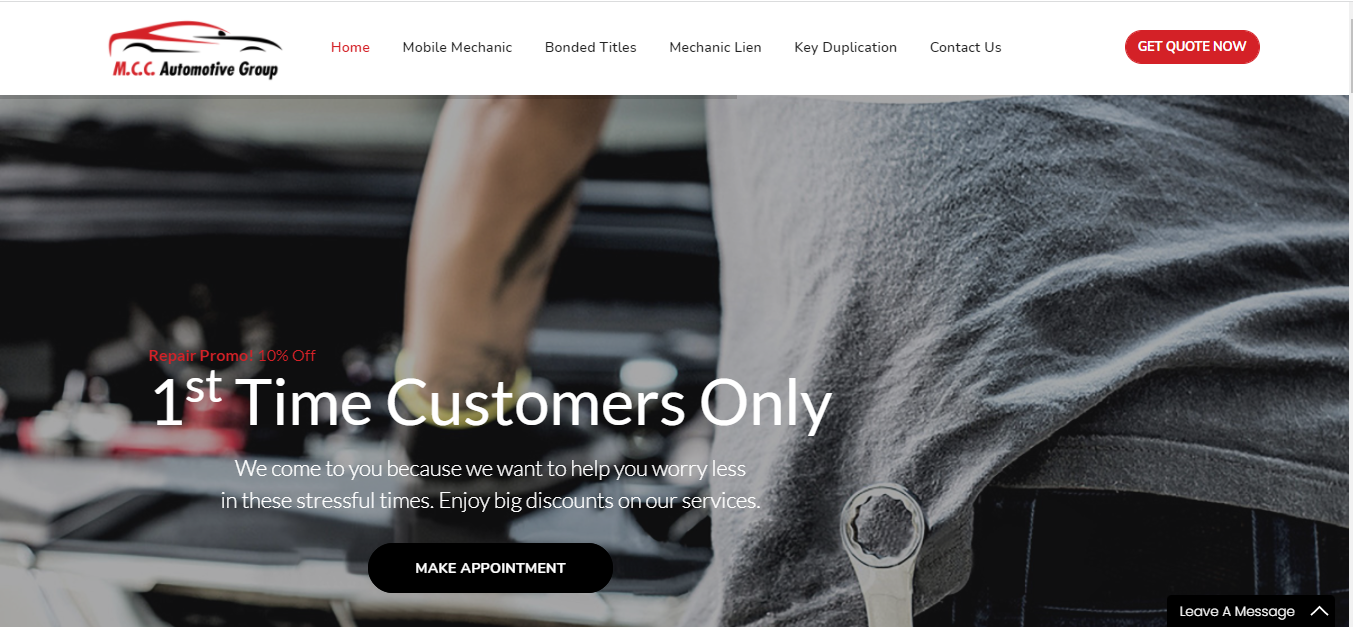 M.C.C. Automotive Group
Home
Mobile Mechanic
Bonded Titles
Mechanic Lien
Key Duplication
Contact Us
GET QUOTE NOW
Repair Promo! 10% Off
1st Time Customers Only
We come to you because we want to help you worry less
in these stressful times. Enjoy big discounts on our services.
MAKE APPOINTMENT
Leave A Message